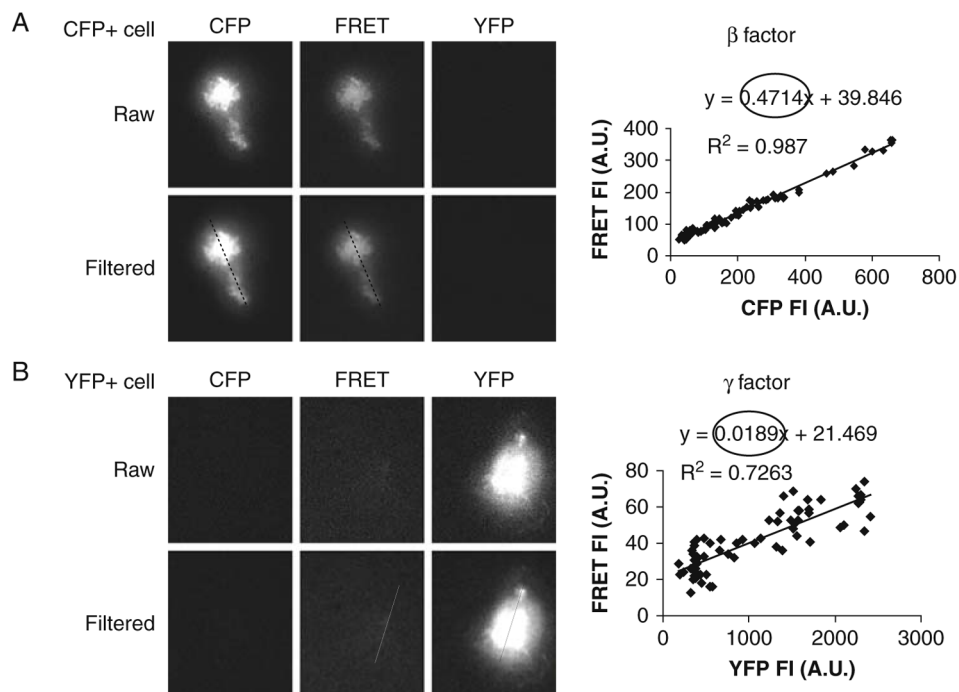 A
CFP+ cell
CFP
FRET
YFP
Raw
Filtered
β factor
y = 0.4714x + 39.846
R² = 0.987
FRET FI (A.U.)
400
300
200
100
0
0
200
400
600
800
CFP FI (A.U.)
B
YFP+ cell
CFP
FRET
YFP
Raw
Filtered
γ factor
y = 0.0189x + 21.469
R² = 0.7263
FRET FI (A.U.)
80
60
40
20
0
0
1000
2000
3000
YFP FI (A.U.)